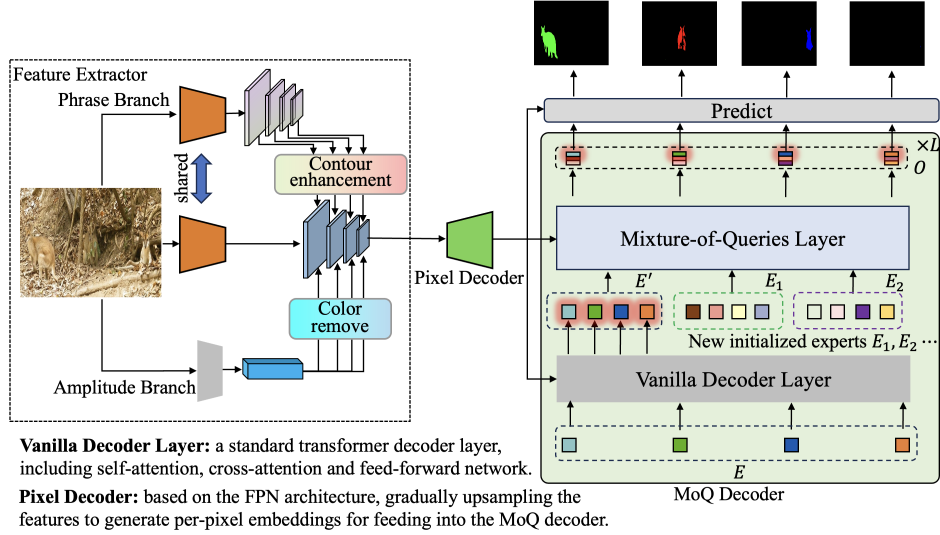 Feature Extractor
Phrase Branch
shared
Contour
enhancement
Color
remove
Amplitude Branch
Pixel Decoder
Predict
×L
O
Mixture-of-Queries Layer
E′
E₁
E₂
New initialized experts E₁, E₂ ⋯
Vanilla Decoder Layer
E
MoQ Decoder
Vanilla Decoder Layer: a standard transformer decoder layer,
including self-attention, cross-attention and feed-forward network.
Pixel Decoder: based on the FPN architecture, gradually upsampling the
features to generate per-pixel embeddings for feeding into the MoQ decoder.